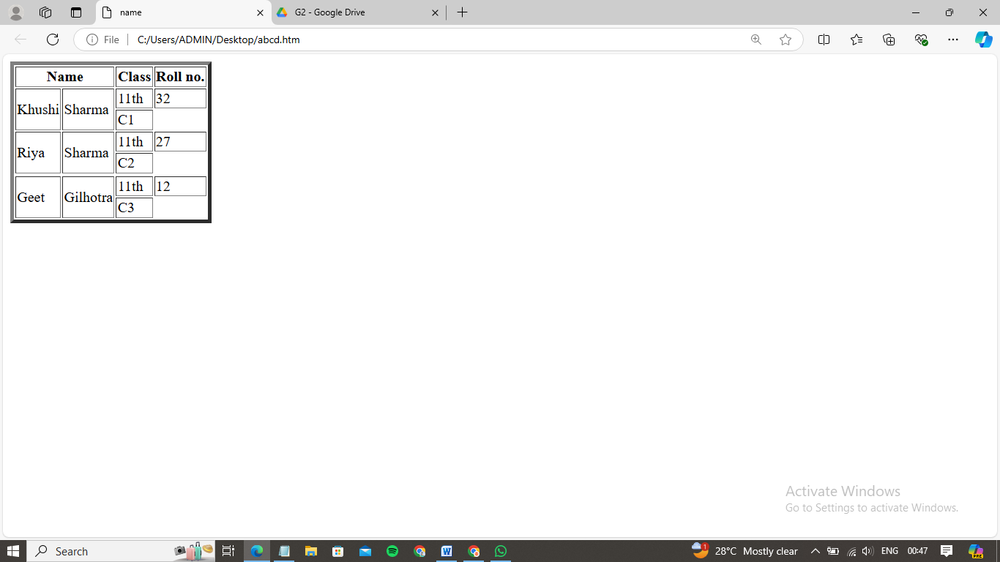 name
G2 - Google Drive
File
C:/Users/ADMIN/Desktop/abcd.htm
Name Class Roll no.
Khushi Sharma 11th 32
C1
Riya Sharma 11th 27
C2
Geet Gilhotra 11th 12
C3
Activate Windows
Go to Settings to activate Windows.
Search
1
28°C Mostly clear
ENG
00:47
PRE